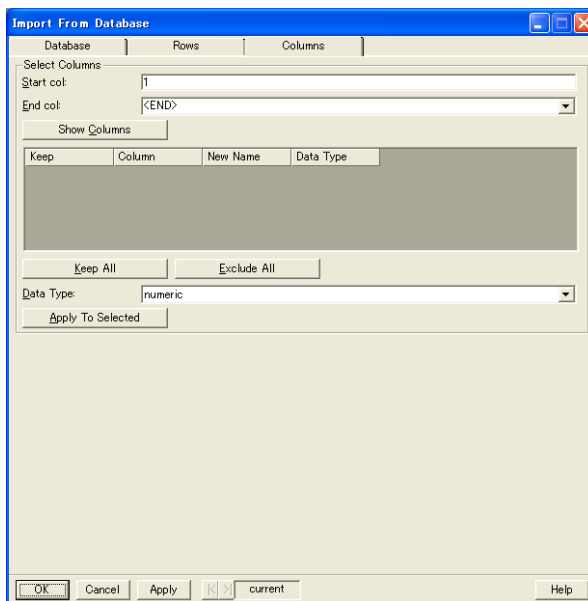 Import From Database
Database Rows Columns
Select Columns
Start col: 1
End col: <END>
Show Columns
Keep Column New Name Data Type
Keep All Exclude All
Data Type: numeric
Apply To Selected
OK Cancel Apply |< >| current Help